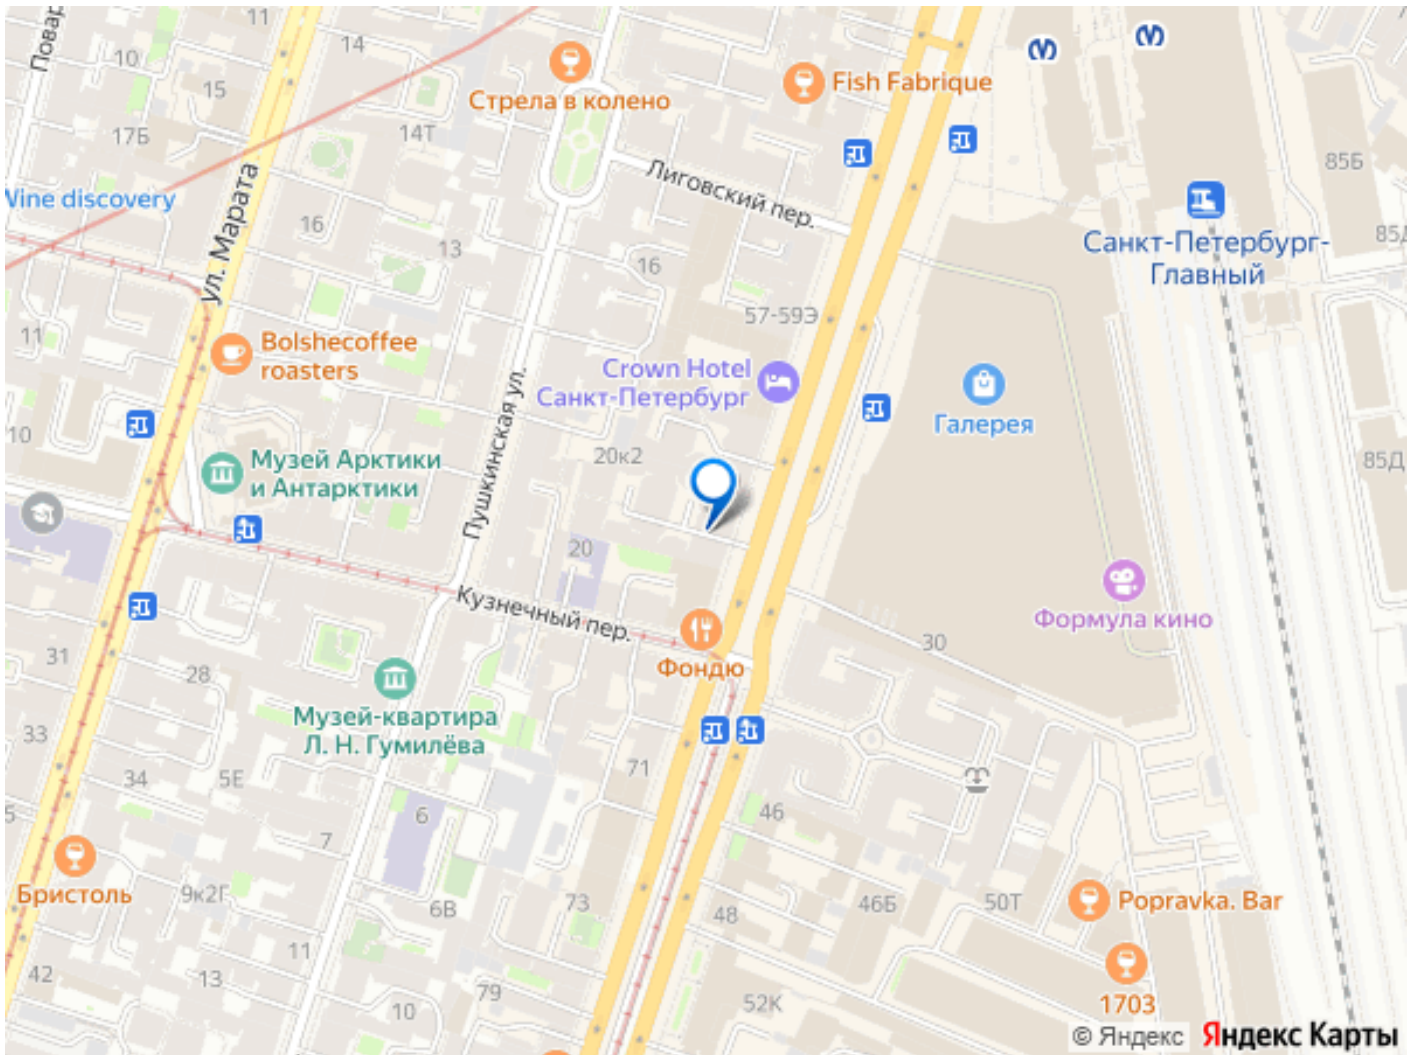 11
Повар
14
10
15
17Б
14Т
Стрела в колено
Fish Fabrique
85Б
Wine discovery
ул. Марата
Лиговский пер.
16
13
16
Санкт-Петербург-
Главный
57-59Э
11
Bolshecoffee
roasters
Crown Hotel
Санкт-Петербург
Галерея
Пушкинская ул.
10
Музей Арктики
и Антарктики
20к2
85Д
20
Кузнечный пер.
Формула кино
30
Фондю
31
28
Музей-квартира
Л. Н. Гумилёва
33
34
5Е
71
46
6
7
5
Бристоль
9к2Г
6В
73
48
46Б
50Т
Popravka. Bar
11
13
42
79
10
52К
1703
© Яндекс
Яндекс Карты